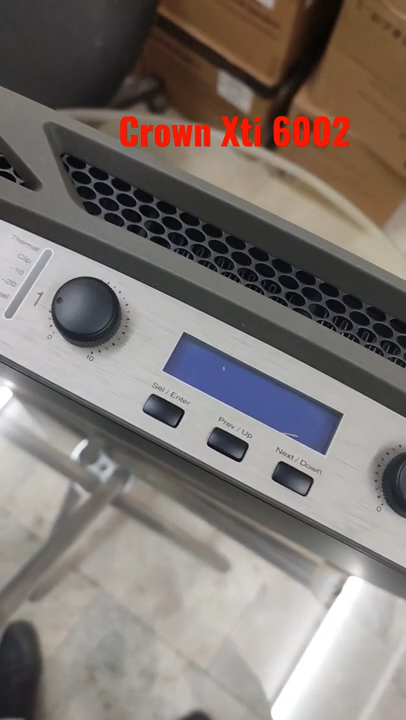 Crown Xti 6002
Thermal
Clip
-10
-20
1
0
10
Sel / Enter
Prev / Up
Next / Down
0